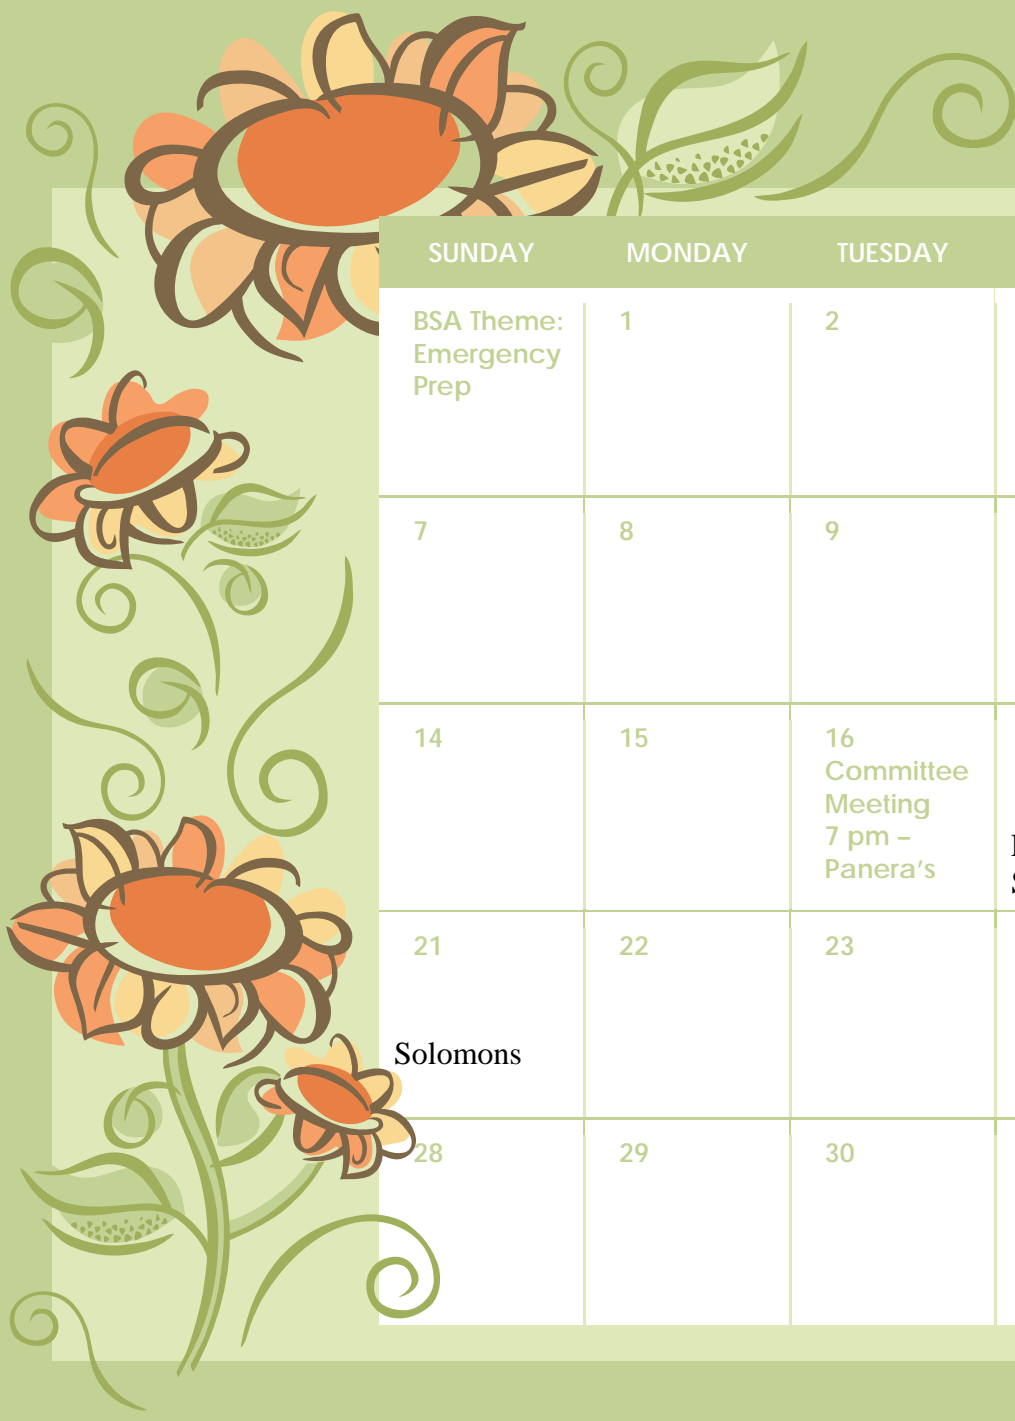 SUNDAY MONDAY TUESDAY
BSA Theme: 1 2
Emergency
Prep
7 8 9
14 15 16
Committee
Meeting
7 pm –
Panera's
21 22 23
Solomons
28 29 30